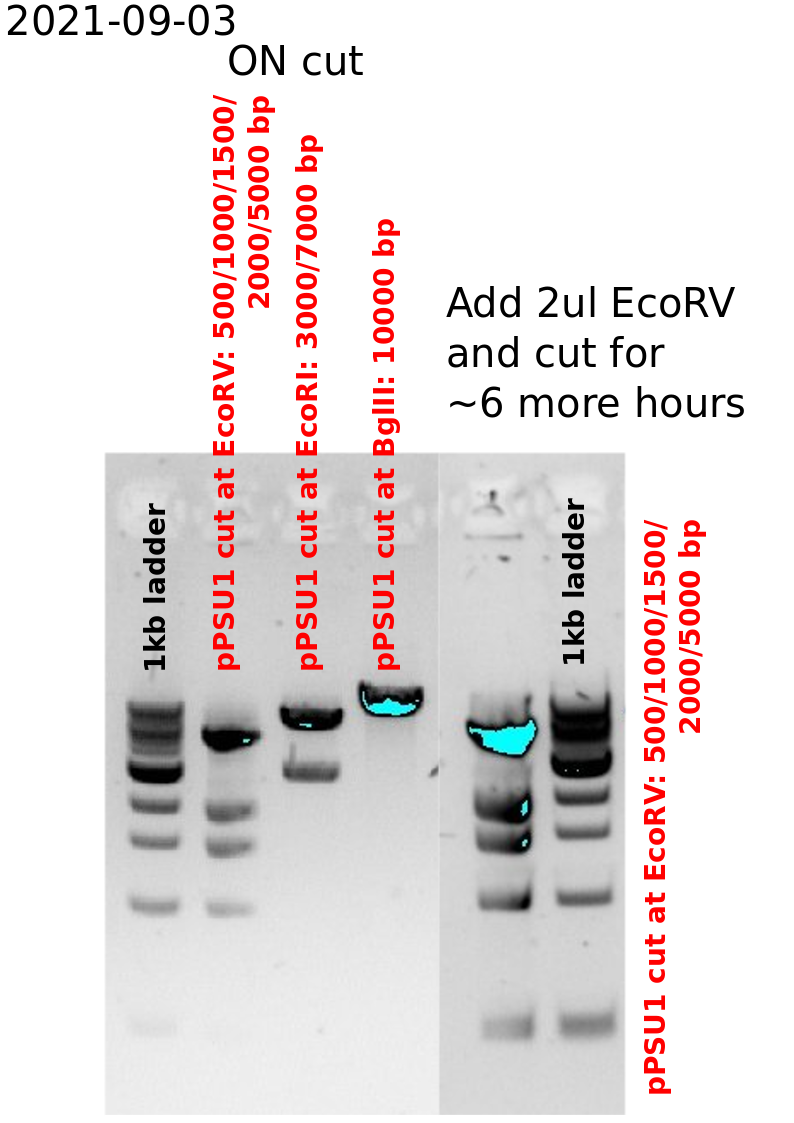 2021-09-03
ON cut
pPSU1 cut at EcoRV: 500/1000/1500/
2000/5000 bp
pPSU1 cut at EcoRI: 3000/7000 bp
pPSU1 cut at BglII: 10000 bp
Add 2ul EcoRV
and cut for
~6 more hours
1kb ladder
1kb ladder
pPSU1 cut at EcoRV: 500/1000/1500/
2000/5000 bp